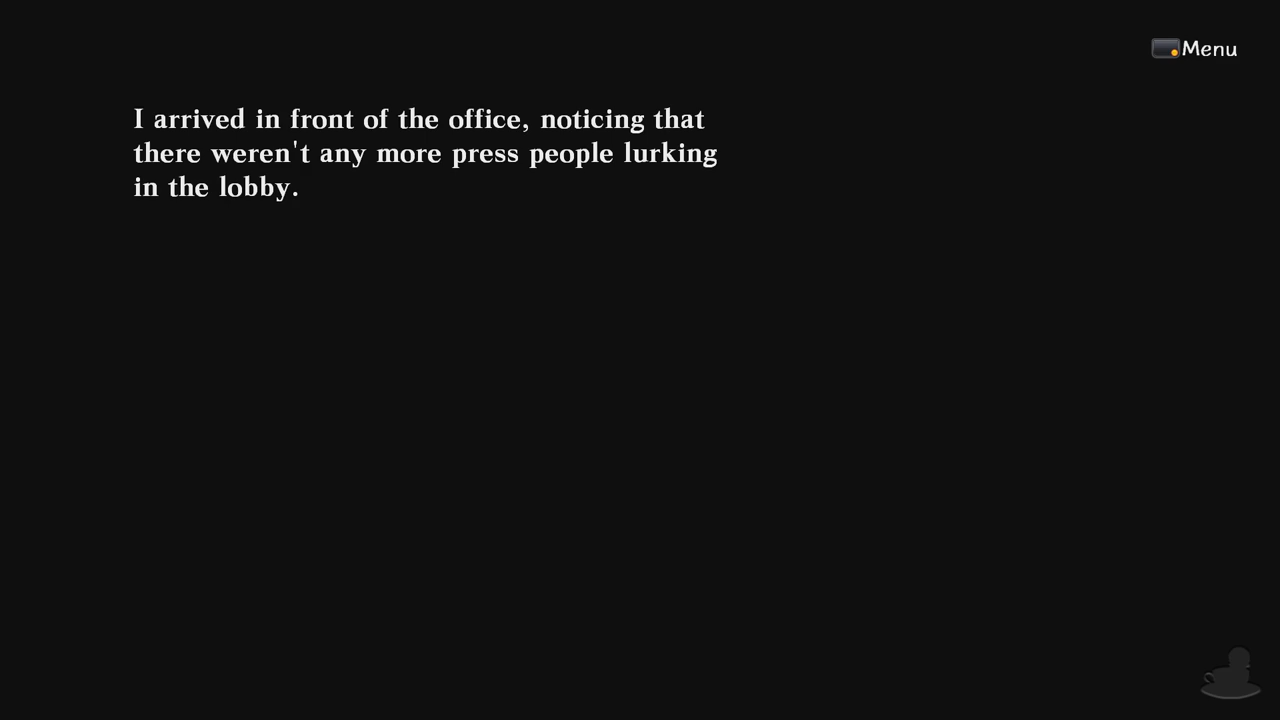 Menu
I arrived in front of the office, noticing that
there weren't any more press people lurking
in the lobby.